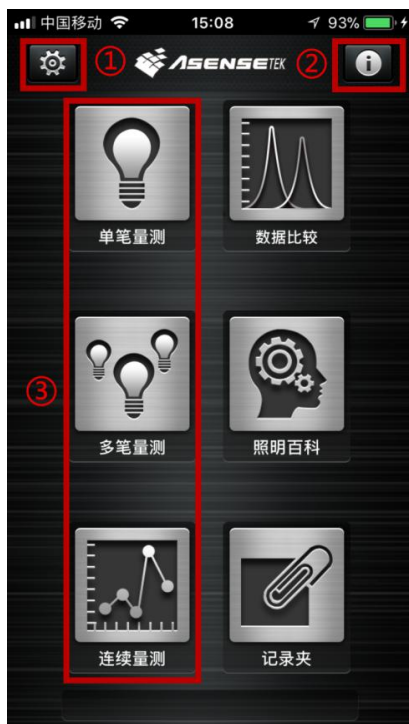 中国移动 15:08 93%
① ASENSETEK ② i
单笔量测 数据比较
③
多笔量测 照明百科
连续量测 记录夹